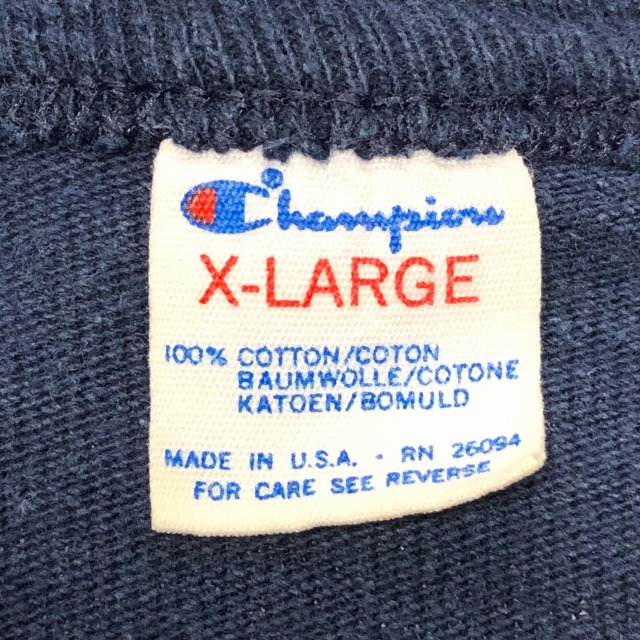 Champion
X-LARGE
100% COTTON/COTON
BAUMWOLLE/COTONE
KATOEN/BOMULD
MADE IN U.S.A. · RN 26094
FOR CARE SEE REVERSE